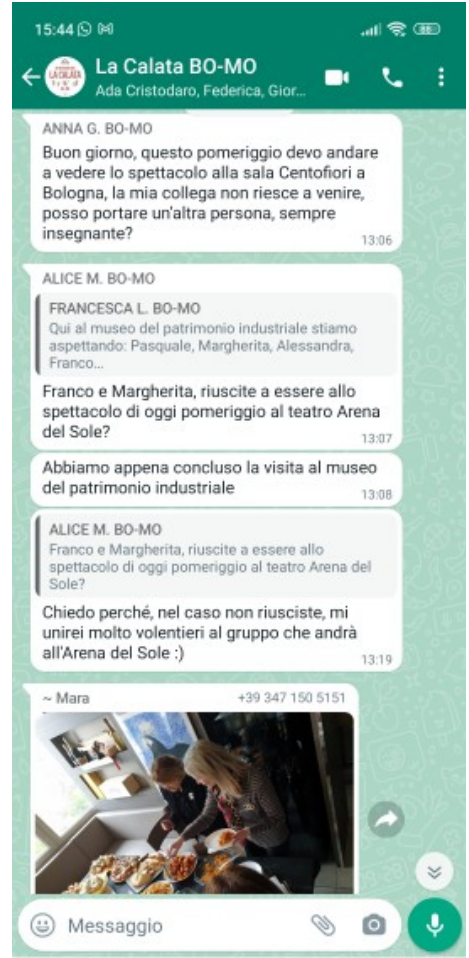 15:44
La Calata BO-MO
Ada Cristodaro, Federica, Gior...
LA CALATA
ANNA G. BO-MO
Buon giorno, questo pomeriggio devo andare
a vedere lo spettacolo alla sala Centofiori a
Bologna, la mia collega non riesce a venire,
posso portare un'altra persona, sempre
insegnante?
13:06
ALICE M. BO-MO
FRANCESCA L. BO-MO
Qui al museo del patrimonio industriale stiamo
aspettando: Pasquale, Margherita, Alessandra,
Franco...
Franco e Margherita, riuscite a essere allo
spettacolo di oggi pomeriggio al teatro Arena
del Sole?
13:07
Abbiamo appena concluso la visita al museo
del patrimonio industriale
13:08
ALICE M. BO-MO
Franco e Margherita, riuscite a essere allo
spettacolo di oggi pomeriggio al teatro Arena del
Sole?
Chiedo perché, nel caso non riusciste, mi
unirei molto volentieri al gruppo che andrà
all'Arena del Sole :)
13:19
~ Mara +39 347 150 5151
Messaggio